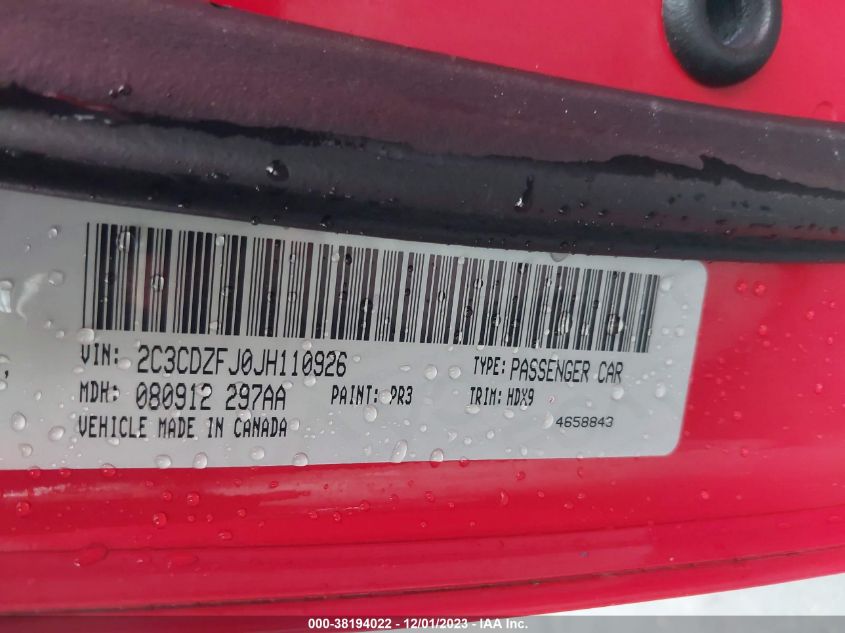 VIN: 2C3CDZFJ0JH110926 TYPE: PASSENGER CAR
MDH: 080912 297AA PAINT: PR3 TRIM: HDX9
VEHICLE MADE IN CANADA 4658843
000-38194022 - 12/01/2023 - IAA Inc.